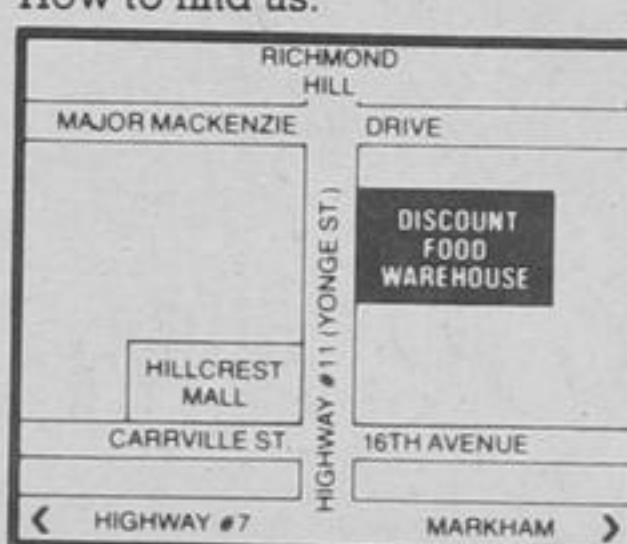 How to find us:
RICHMOND
HILL
MAJOR MACKENZIE DRIVE
HIGHWAY #11 (YONGE ST.)
DISCOUNT
FOOD
WAREHOUSE
HILLCREST
MALL
CARRVILLE ST. 16TH AVENUE
HIGHWAY #7 MARKHAM